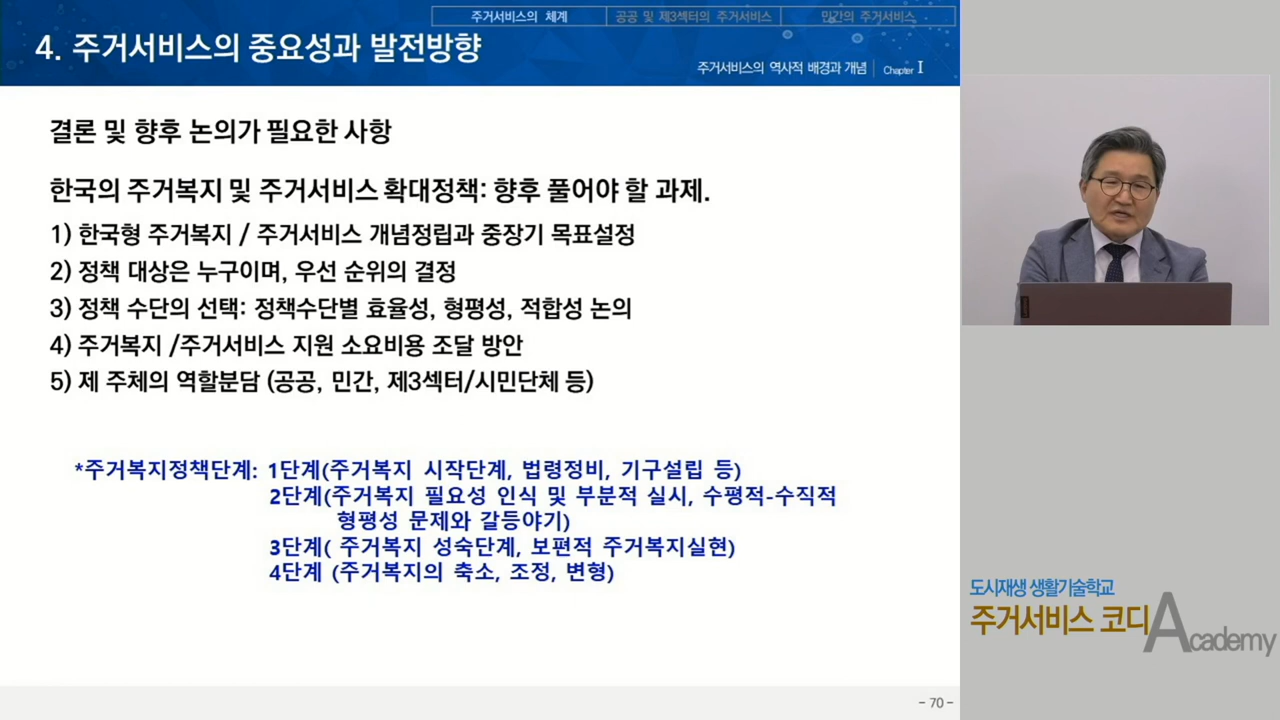 주거서비스의 체계
공공 및 제3섹터의 주거서비스
민간의 주거서비스
4. 주거서비스의 중요성과 발전방향
주거서비스의 역사적 배경과 개념 | Chapter I
결론 및 향후 논의가 필요한 사항
한국의 주거복지 및 주거서비스 확대정책: 향후 풀어야 할 과제.
1) 한국형 주거복지 / 주거서비스 개념정립과 중장기 목표설정
2) 정책 대상은 누구이며, 우선 순위의 결정
3) 정책 수단의 선택: 정책수단별 효율성, 형평성, 적합성 논의
4) 주거복지 /주거서비스 지원 소요비용 조달 방안
5) 제 주체의 역할분담 (공공, 민간, 제3섹터/시민단체 등)
*주거복지정책단계: 1단계(주거복지 시작단계, 법령정비, 기구설립 등)
2단계(주거복지 필요성 인식 및 부분적 실시, 수평적-수직적
형평성 문제와 갈등야기)
3단계( 주거복지 성숙단계, 보편적 주거복지실현)
4단계 (주거복지의 축소, 조정, 변형)
도시재생 생활기술학교
주거서비스 코디 Academy
- 70 -